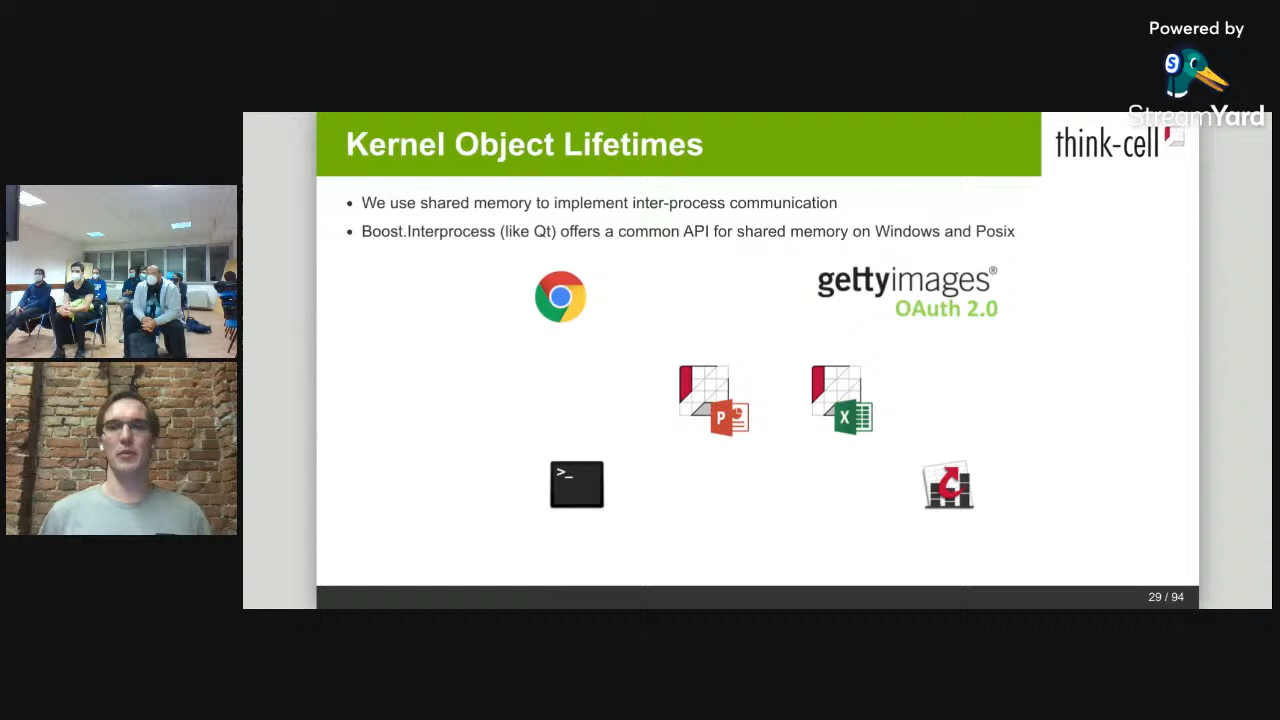 Powered by
S
StreamYard
Kernel Object Lifetimes
think-cell
• We use shared memory to implement inter-process communication
• Boost.Interprocess (like Qt) offers a common API for shared memory on Windows and Posix
gettyimages®
OAuth 2.0
P
X
>_
29 / 94